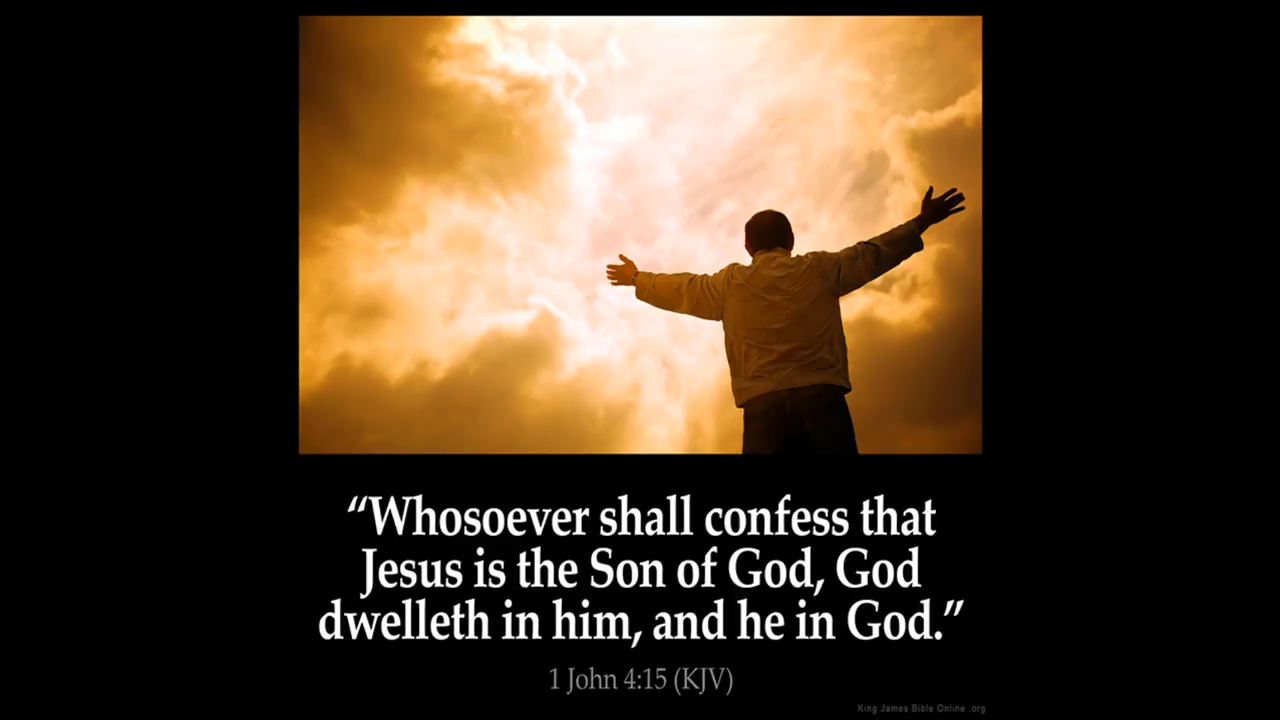 “Whosoever shall confess that
Jesus is the Son of God, God
dwelleth in him, and he in God.”
1 John 4:15 (KJV)
King James Bible Online .org